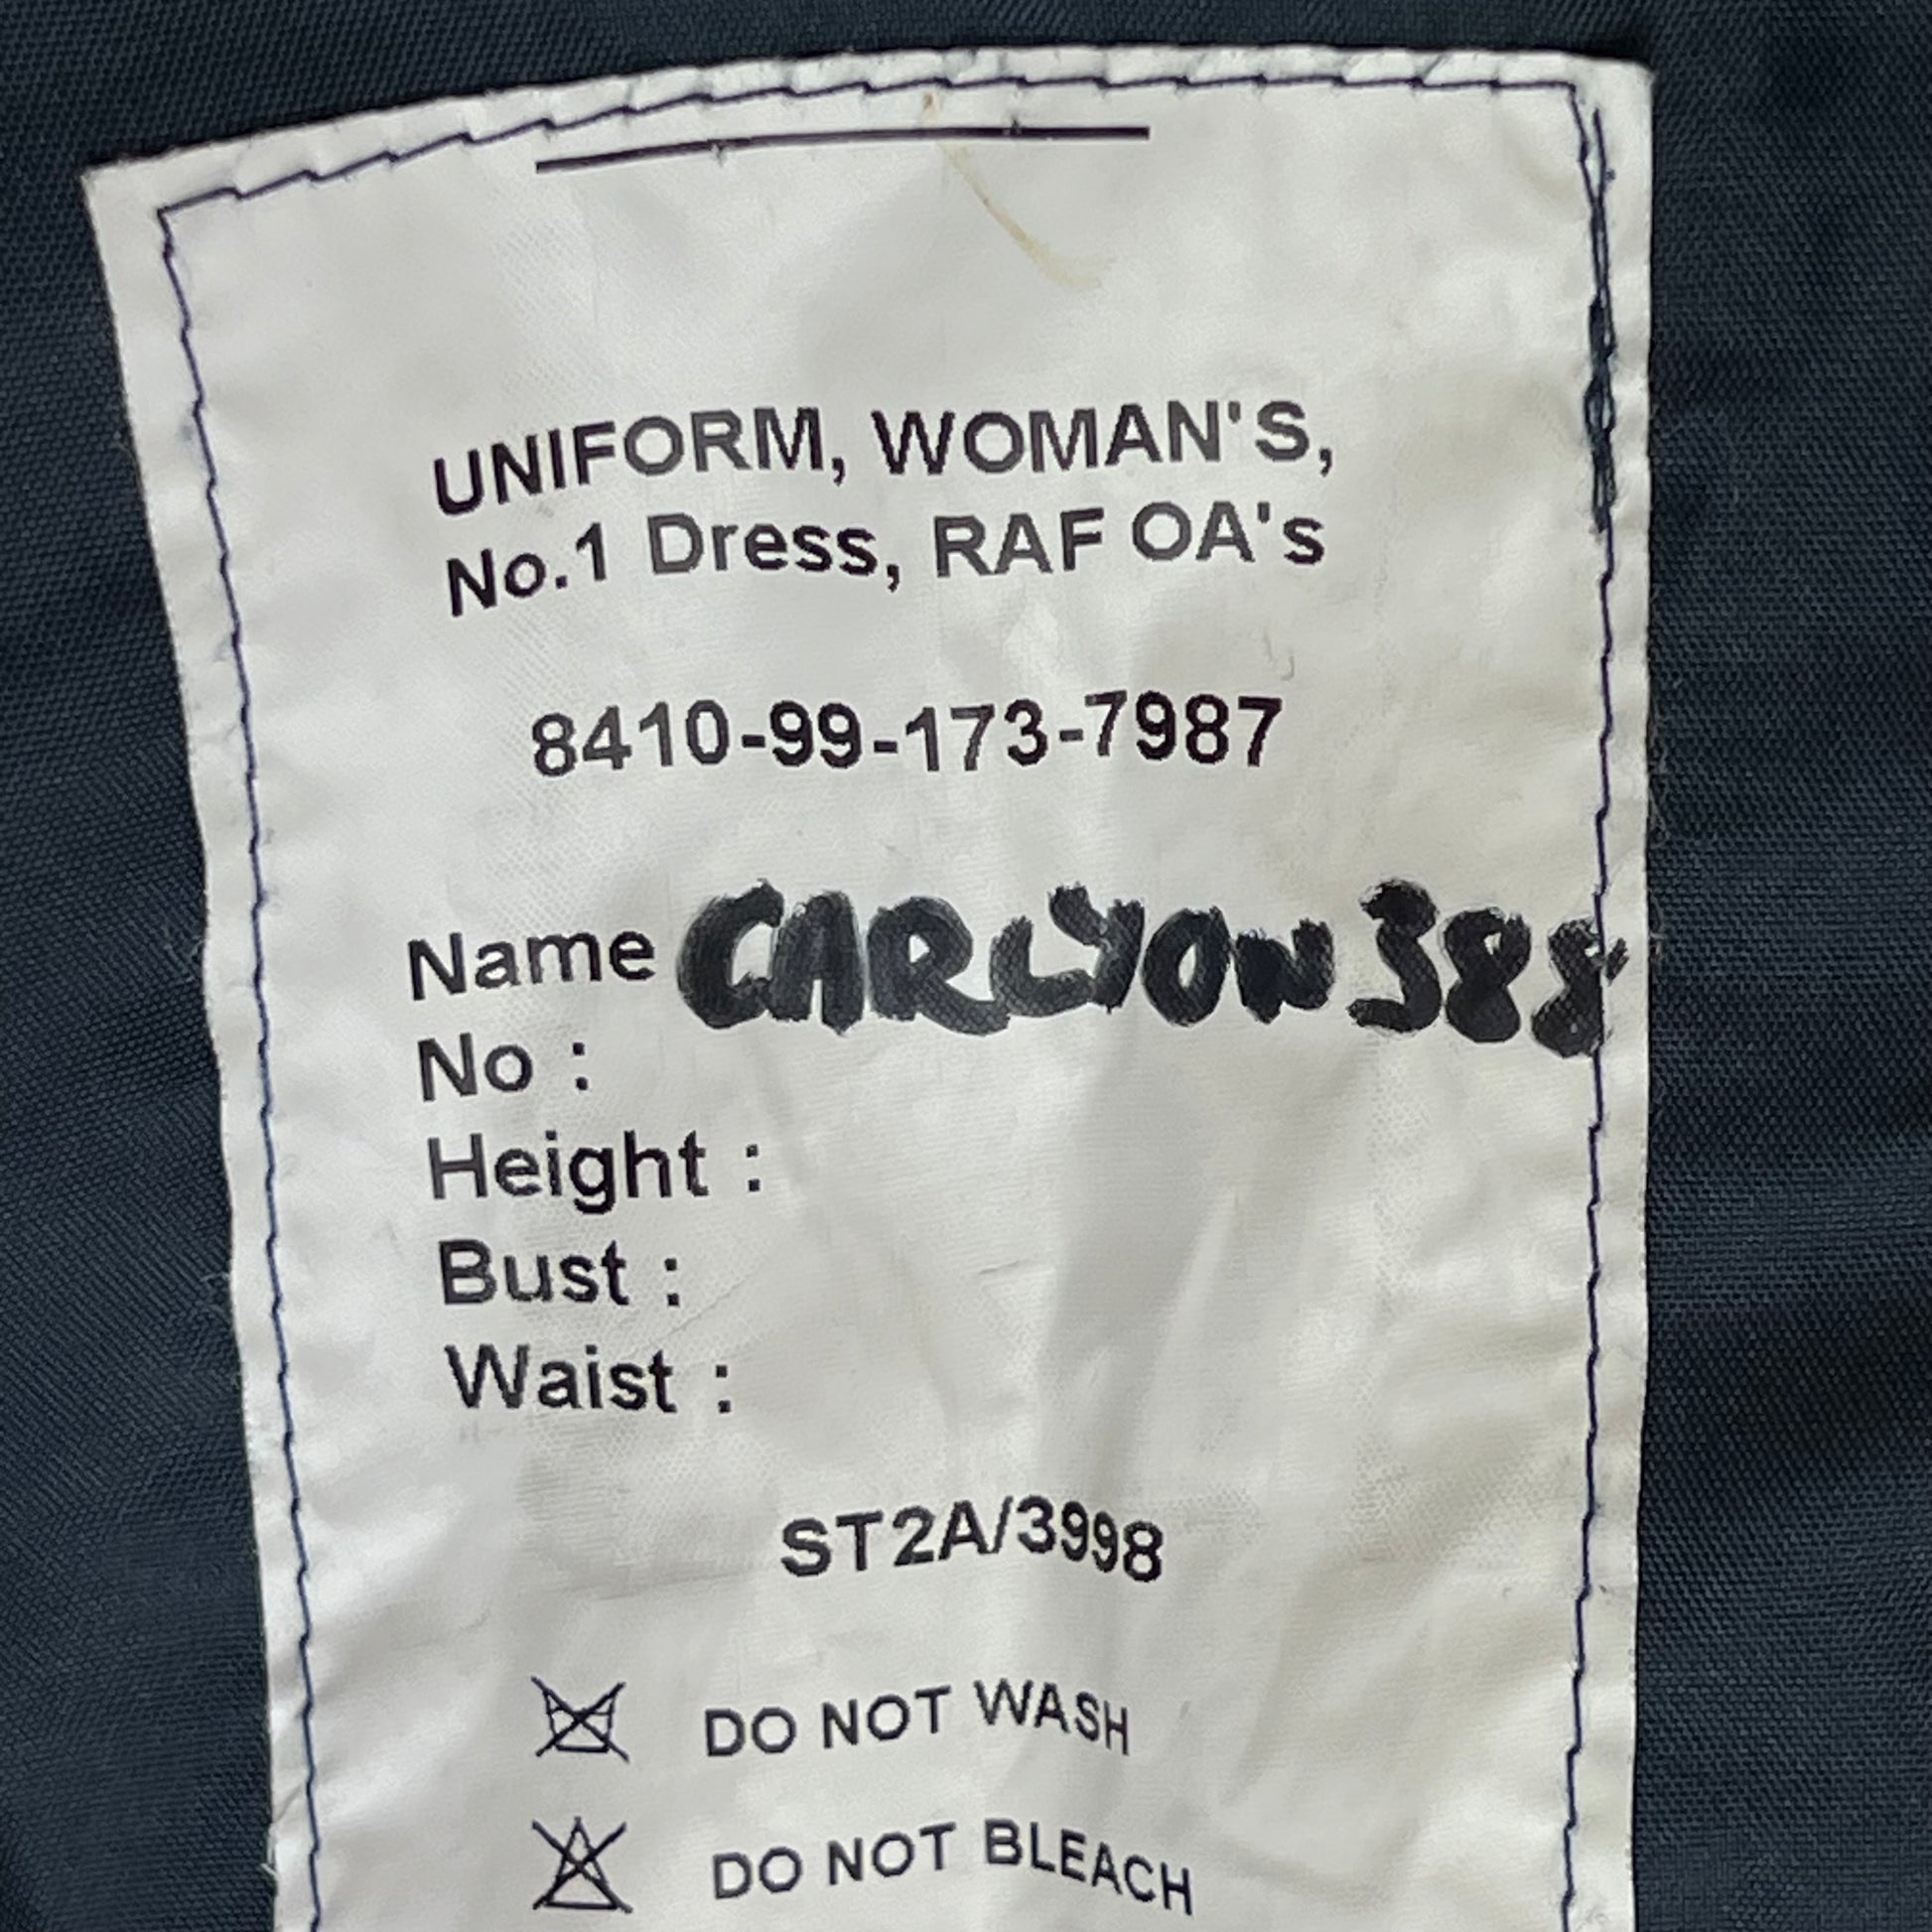 UNIFORM, WOMAN'S,
No.1 Dress, RAF OA's
8410-99-173-7987
Name CARLYON 388
No :
Height :
Bust :
Waist :
ST2A/3998
DO NOT WASH
DO NOT BLEACH